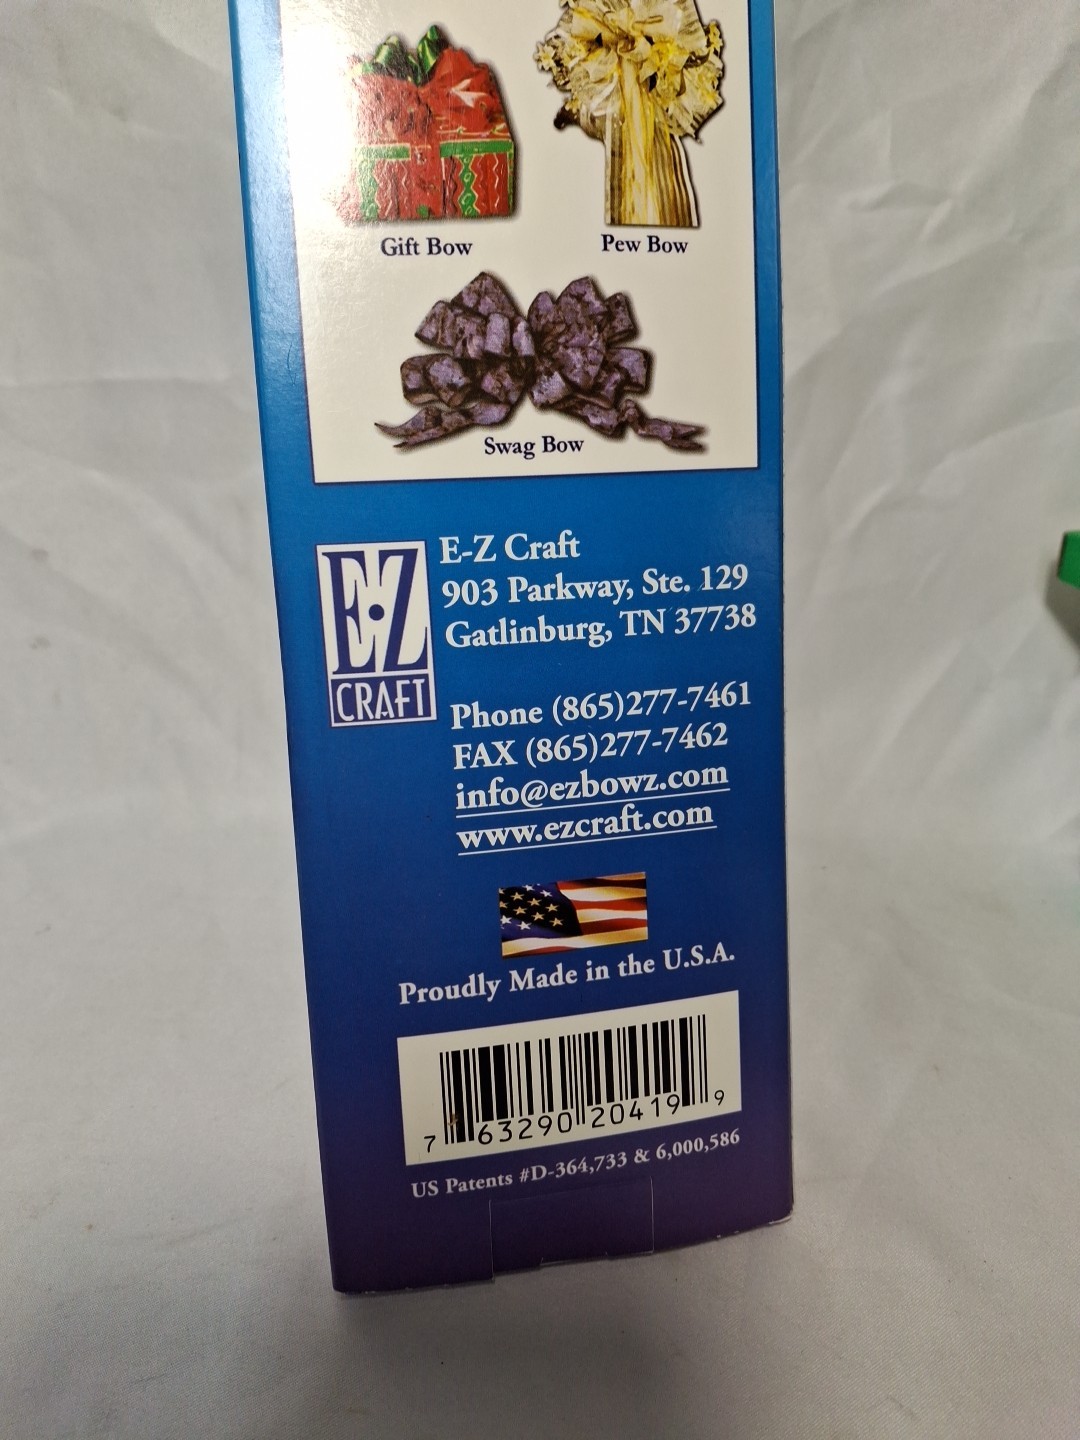 Gift Bow
Pew Bow
Swag Bow
E·Z
CRAFT
E-Z Craft
903 Parkway, Ste. 129
Gatlinburg, TN 37738
Phone (865)277-7461
FAX (865)277-7462
info@ezbowz.com
www.ezcraft.com
Proudly Made in the U.S.A.
7 63290 20419 9
US Patents #D-364,733 & 6,000,586